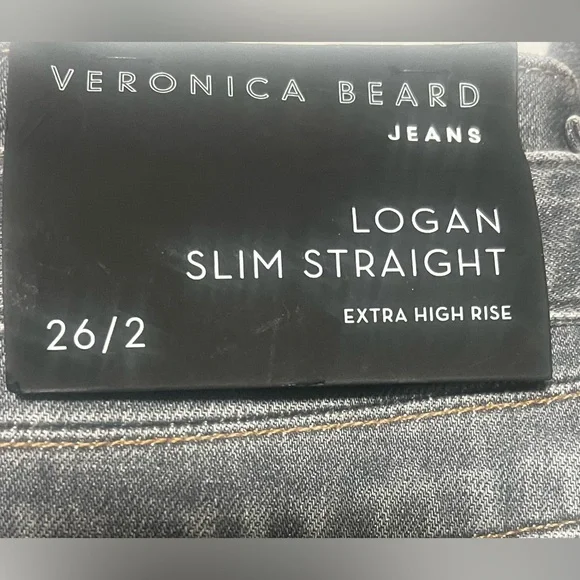 VERONICA BEARD
JEANS
LOGAN
SLIM STRAIGHT
EXTRA HIGH RISE
26/2